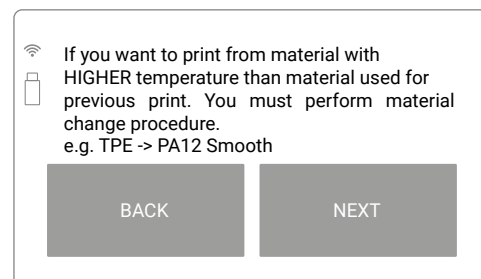 If you want to print from material with
HIGHER temperature than material used for
previous print. You must perform material
change procedure.
e.g. TPE -> PA12 Smooth
BACK
NEXT